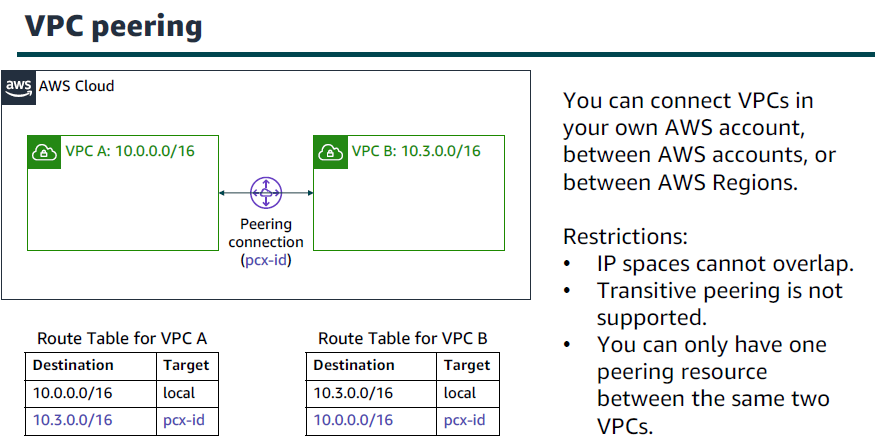 VPC peering
aws AWS Cloud
VPC A: 10.0.0.0/16
VPC B: 10.3.0.0/16
Peering
connection
(pcx-id)
You can connect VPCs in
your own AWS account,
between AWS accounts, or
between AWS Regions.
Restrictions:
• IP spaces cannot overlap.
• Transitive peering is not
supported.
• You can only have one
peering resource
between the same two
VPCs.
Route Table for VPC A
Destination Target
10.0.0.0/16 local
10.3.0.0/16 pcx-id
Route Table for VPC B
Destination Target
10.3.0.0/16 local
10.0.0.0/16 pcx-id